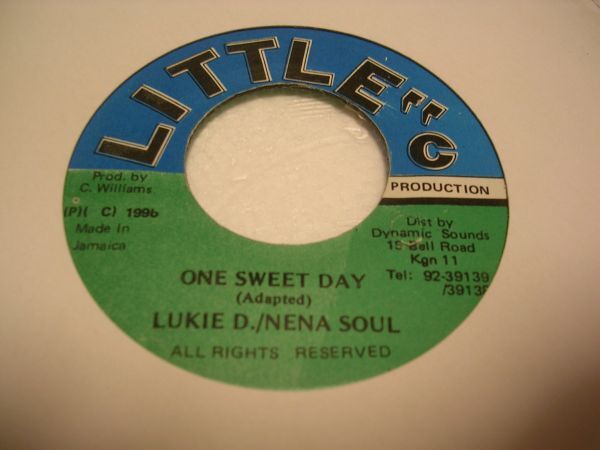 LITTLE "C
PRODUCTION
Prod. by
C. Williams
(P)( C) 1996
Made In
Jamaica
Dist by
Dynamic Sounds
15 Bell Road
Kgn 11
Tel: 92-39139
ONE SWEET DAY
(Adapted)
LUKIE D./NENA SOUL
ALL RIGHTS RESERVED